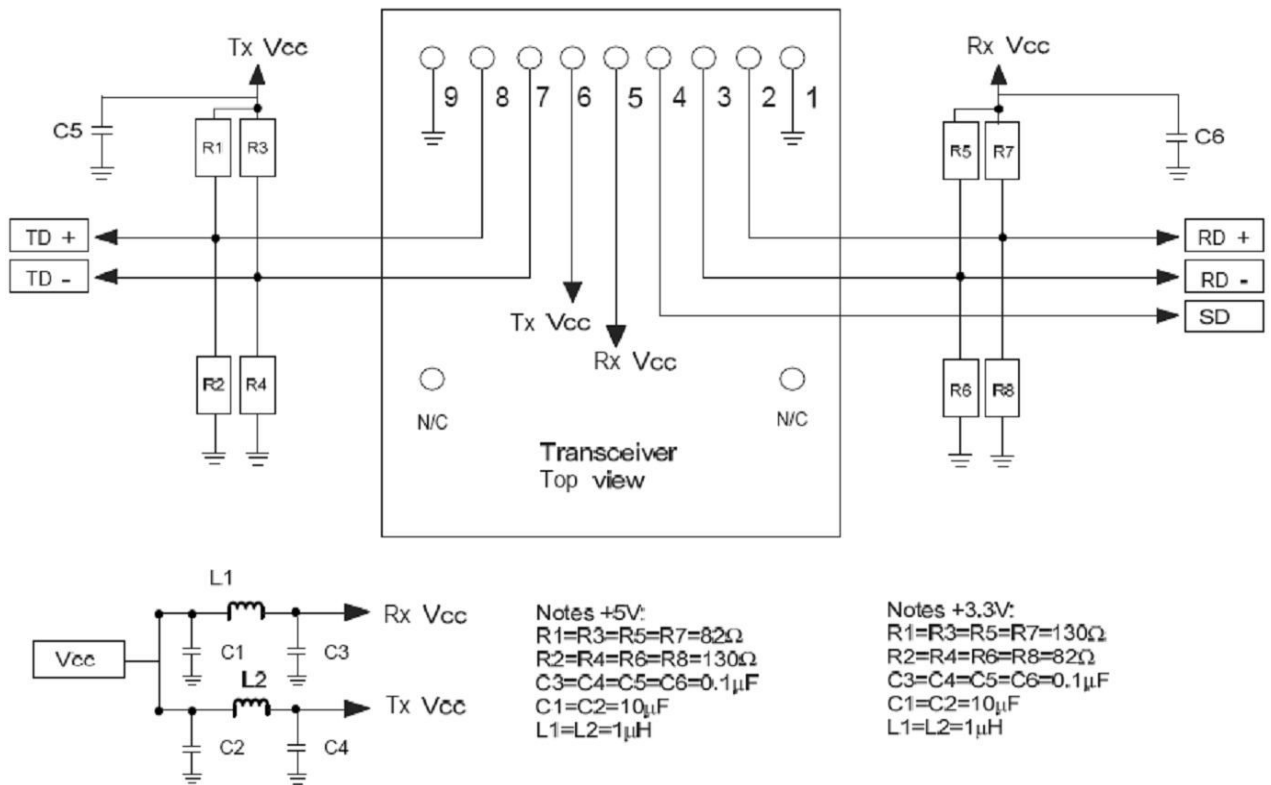 Tx Vcc
C5
R1
R3
TD +
TD -
R2
R4
9
8
7
6
5
4
3
2
1
Tx Vcc
Rx Vcc
N/C
N/C
Transceiver
Top view
Rx Vcc
C6
R5
R7
RD +
RD -
SD
R6
R8
L1
Rx Vcc
C1
C3
Vcc
L2
Tx Vcc
C2
C4
Notes +5V:
R1=R3=R5=R7=82Ω
R2=R4=R6=R8=130Ω
C3=C4=C5=C6=0.1µF
C1=C2=10µF
L1=L2=1µH
Notes +3.3V:
R1=R3=R5=R7=130Ω
R2=R4=R6=R8=82Ω
C3=C4=C5=C6=0.1µF
C1=C2=10µF
L1=L2=1µH